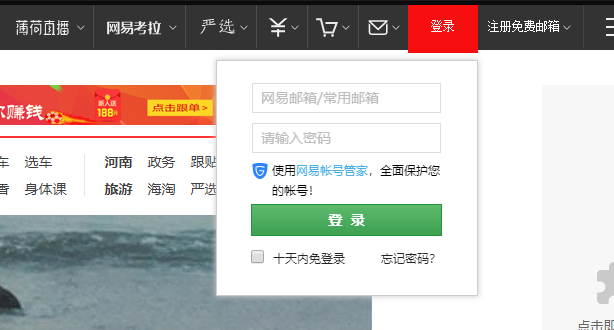 薄荷直播 网易考拉 严选 登录 注册免费邮箱
网易邮箱/常用邮箱
你赚钱 新人送 188元 点击跟单>
请输入密码
车 选车 河南 政务 跟贴
使用网易帐号管家，全面保护您
的帐号！
香 身体课 旅游 海淘 严选
登 录
十天内免登录 忘记密码?
点击即